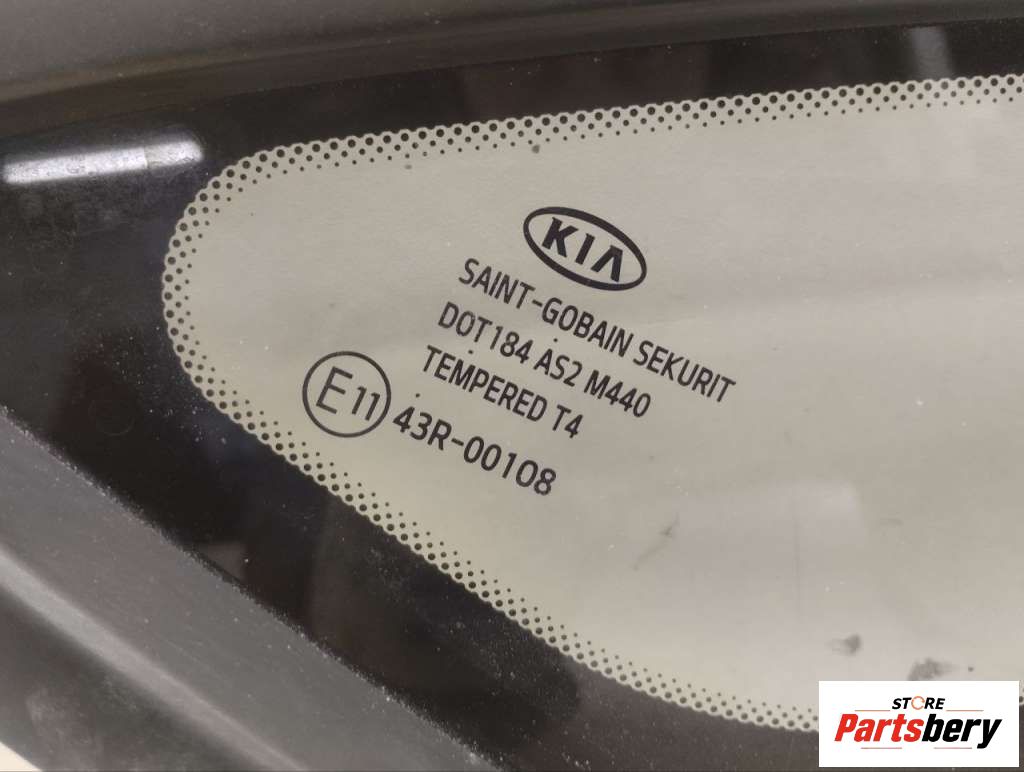 KIA
SAINT-GOBAIN SEKURIT
DOT184 AS2 M440
TEMPERED T4
E11 43R-00108
STORE
Partsbery